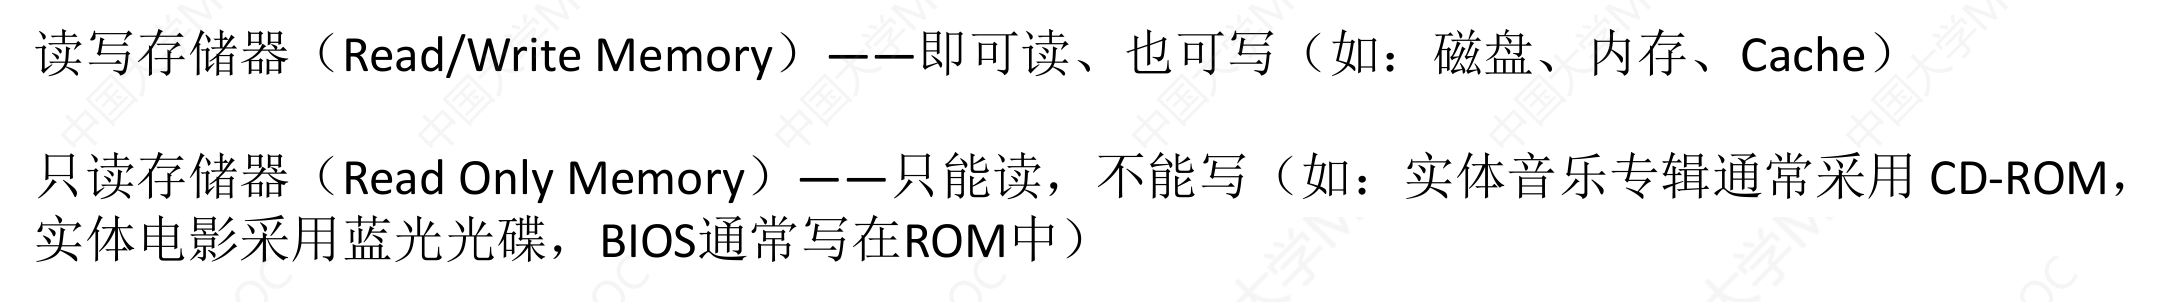 读写存储器（Read/Write Memory）——即可读、也可写（如：磁盘、内存、Cache）
只读存储器（Read Only Memory）——只能读，不能写（如：实体音乐专辑通常采用 CD-ROM，
实体电影采用蓝光光碟，BIOS通常写在ROM中）